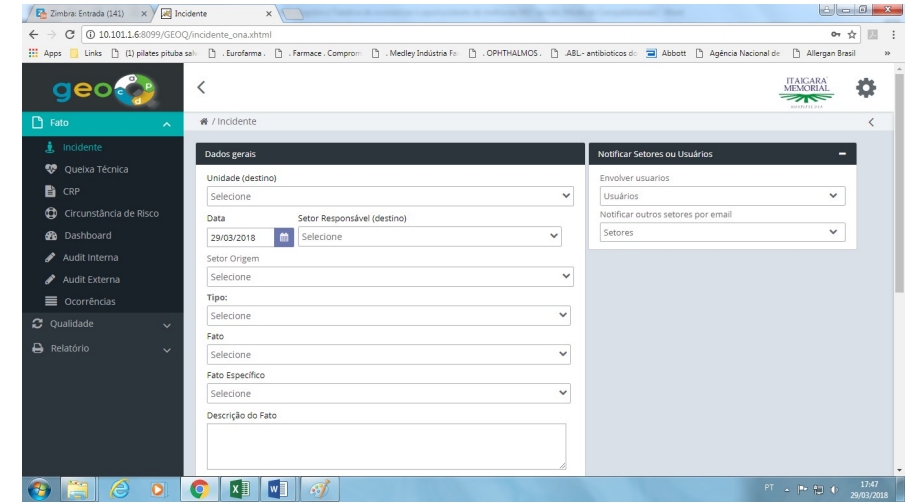 Zimbra: Entrada (141)
Incidente
10.101.1.6:8099/GEOQ/incidente_ona.xhtml
Apps
Links
(1) pilates pituba sal
. Eurofarma .
. Farmace . Comprom
. Medley Indústria Fa
. OPHTHALMOS .
.ABL- antibioticos do
Abbott
Agência Nacional de
Allergan Brasil
»
geo
C
P
D
ITAIGARA
MEMORIAL
Fato
/ Incidente
Incidente
Queixa Técnica
CRP
Circunstância de Risco
Dashboard
Audit Interna
Audit Externa
Ocorrências
Qualidade
Relatório
Dados gerais
Unidade (destino)
Selecione
Data
Setor Responsável (destino)
29/03/2018
Selecione
Setor Origem
Selecione
Tipo:
Selecione
Fato
Selecione
Fato Específico
Selecione
Descrição do Fato
Notificar Setores ou Usuários
Envolver usuarios
Usuários
Notificar outros setores por email
Setores
PT
17:47
29/03/2018